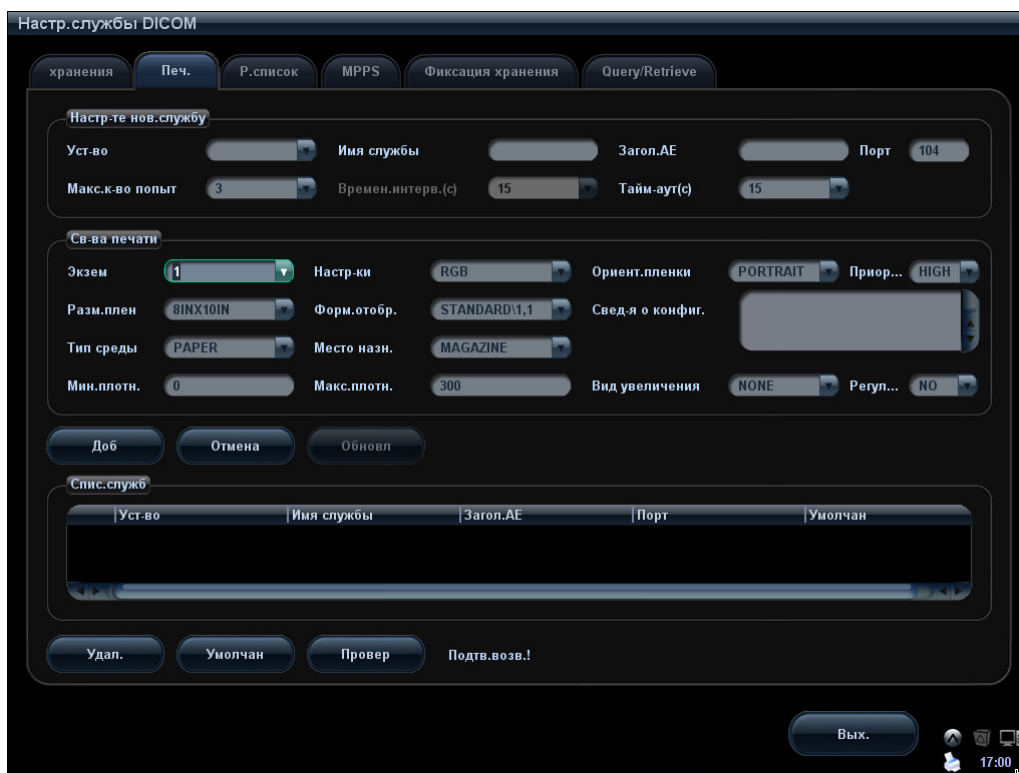 Настр.службы DICOM
хранения Печ. Р.список MPPS Фиксация хранения Query/Retrieve
Настр-те нов.службу
Уст-во Имя службы Загол.АЕ Порт 104
Макс.к-во попыт 3 Времен.интерв.(с) 15 Тайм-аут(с) 15
Св-ва печати
Экзем 1 Настр-ки RGB Ориент.пленки PORTRAIT Приор... HIGH
Разм.плен 8INX10IN Форм.отобр. STANDARD\1,1 Свед-я о конфиг.
Тип среды PAPER Место назн. MAGAZINE
Мин.плотн. 0 Макс.плотн. 300 Вид увеличения NONE Регул... NO
Доб Отмена Обновл
Спис.служб
Уст-во Имя службы Загол.АЕ Порт Умолчан
Удал. Умолчан Провер Подтв.возв.!
Вых.
17:00